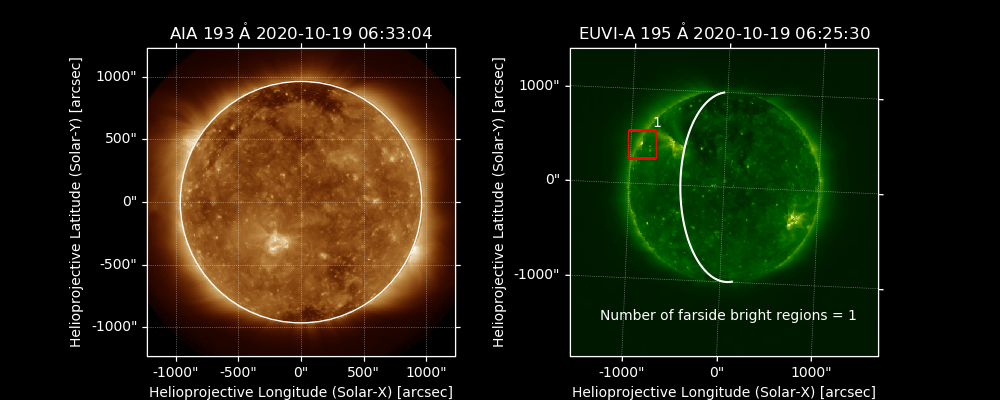 AIA 193 Å 2020-10-19 06:33:04
Helioprojective Latitude (Solar-Y) [arcsec]
1000"
500"
0"
-500"
-1000"
-1000" -500" 0" 500" 1000"
Helioprojective Longitude (Solar-X) [arcsec]
EUVI-A 195 Å 2020-10-19 06:25:30
Helioprojective Latitude (Solar-Y) [arcsec]
1000"
0"
-1000"
1
Number of farside bright regions = 1
-1000" 0" 1000"
Helioprojective Longitude (Solar-X) [arcsec]